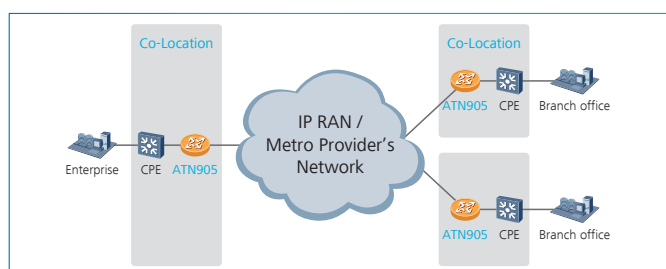 Co-Location
Enterprise
CPE
ATN905
IP RAN /
Metro Provider's
Network
Co-Location
ATN905
CPE
Branch office
ATN905
CPE
Branch office